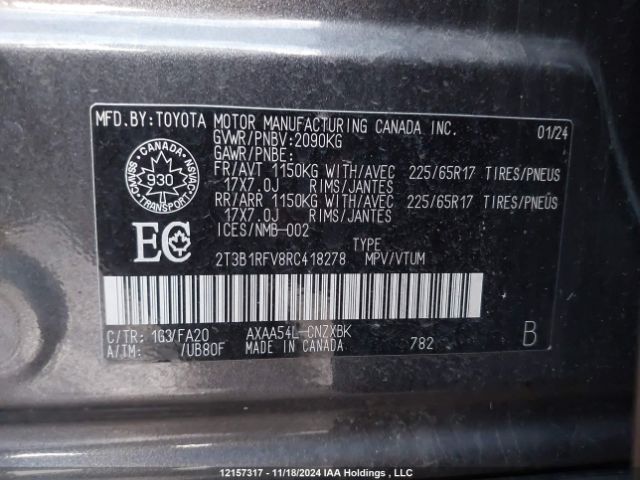 MFD.BY:TOYOTA MOTOR MANUFACTURING CANADA INC. 01/24
GVWR/PNBV:2090KG
GAWR/PNBE:
FR/AVT 1150KG WITH/AVEC 225/65R17 TIRES/PNEUS
17X7.0J RIMS/JANTES
RR/ARR 1150KG WITH/AVEC 225/65R17 TIRES/PNEUS
17X7.0J RIMS/JANTES
ICES/NMB-002
CANADA
930
CMVSS NSVAC
EC
TYPE
2T3B1RFV8RC418278 MPV/VTUM
C/TR: 1G3/FA20 AXAA54L-CNZXBK
A/TM: /UB80F MADE IN CANADA 782 B
12157317 - 11/18/2024 IAA Holdings , LLC